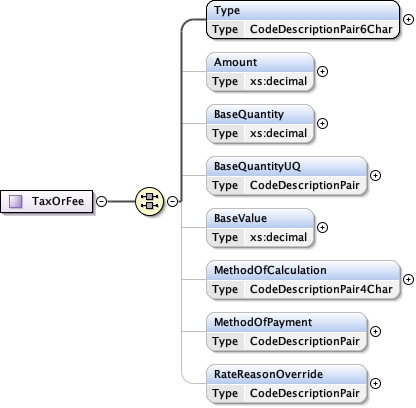 Type
Type CodeDescriptionPair6Char
Amount
Type xs:decimal
BaseQuantity
Type xs:decimal
BaseQuantityUQ
Type CodeDescriptionPair
TaxOrFee
BaseValue
Type xs:decimal
MethodOfCalculation
Type CodeDescriptionPair4Char
MethodOfPayment
Type CodeDescriptionPair
RateReasonOverride
Type CodeDescriptionPair